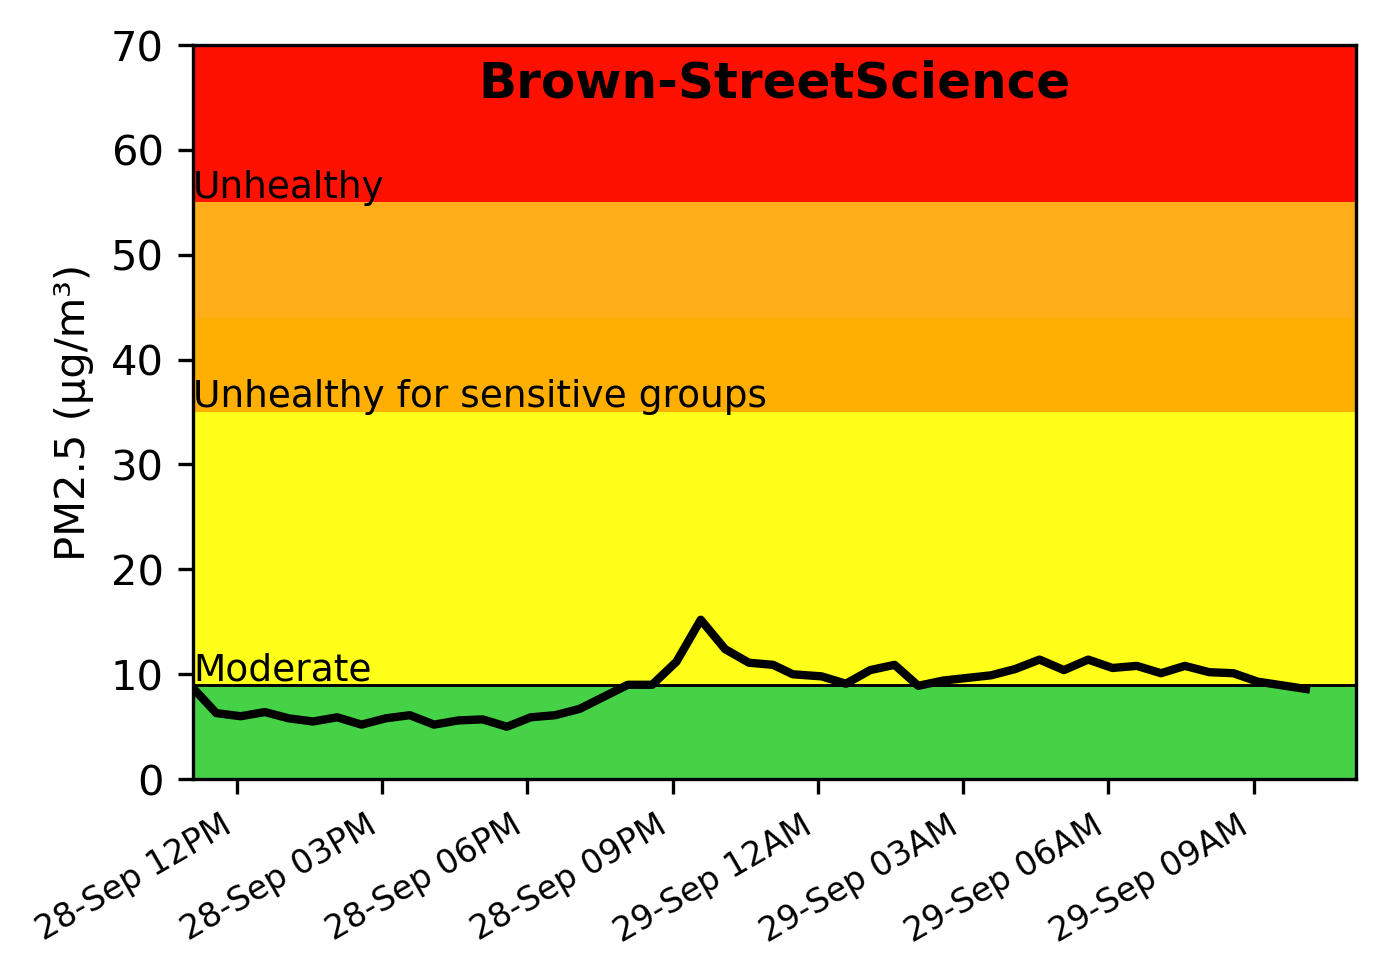 Brown-StreetScience
70
60
50
40
30
20
10
0
PM2.5 (µg/m³)
Unhealthy
Unhealthy for sensitive groups
Moderate
28-Sep 12PM
28-Sep 03PM
28-Sep 06PM
28-Sep 09PM
29-Sep 12AM
29-Sep 03AM
29-Sep 06AM
29-Sep 09AM